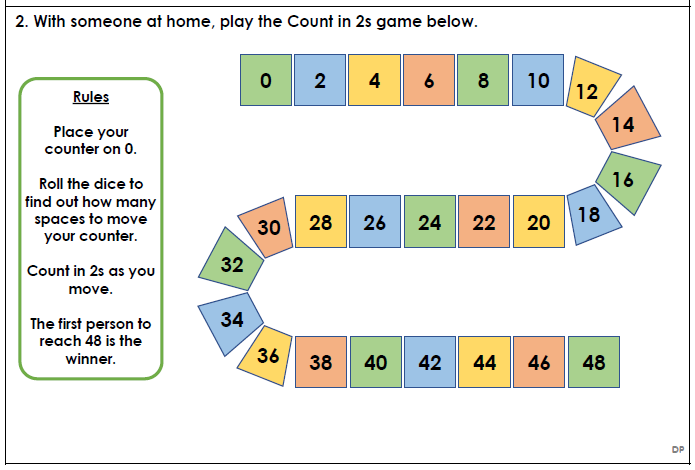 2. With someone at home, play the Count in 2s game below.
Rules
Place your
counter on 0.
Roll the dice to
find out how many
spaces to move
your counter.
Count in 2s as you
move.
The first person to
reach 48 is the
winner.
0 2 4 6 8 10 12
14
16
18
20
22
24
26
28
30
32
34
36
38 40 42 44 46 48
DP